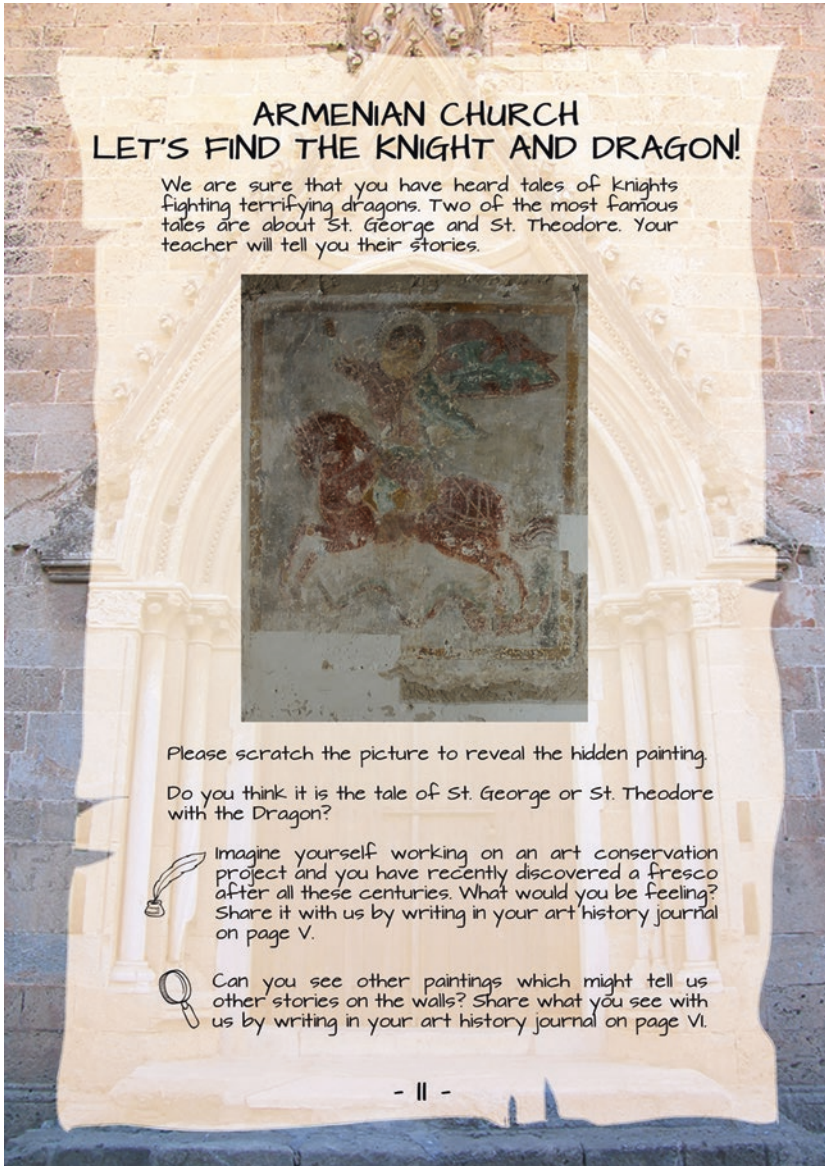 ARMENIAN CHURCH
LET'S FIND THE KNIGHT AND DRAGON!
We are sure that you have heard tales of knights
fighting terrifying dragons. Two of the most famous
tales are about St. George and St. Theodore. Your
teacher will tell you their stories.
Please scratch the picture to reveal the hidden painting.
Do you think it is the tale of St. George or St. Theodore
with the Dragon?
Imagine yourself working on an art conservation
project and you have recently discovered a fresco
after all these centuries. What would you be feeling?
Share it with us by writing in your art history journal
on page V.
Can you see other paintings which might tell us
other stories on the walls? Share what you see with
us by writing in your art history journal on page VI.
- 11 -